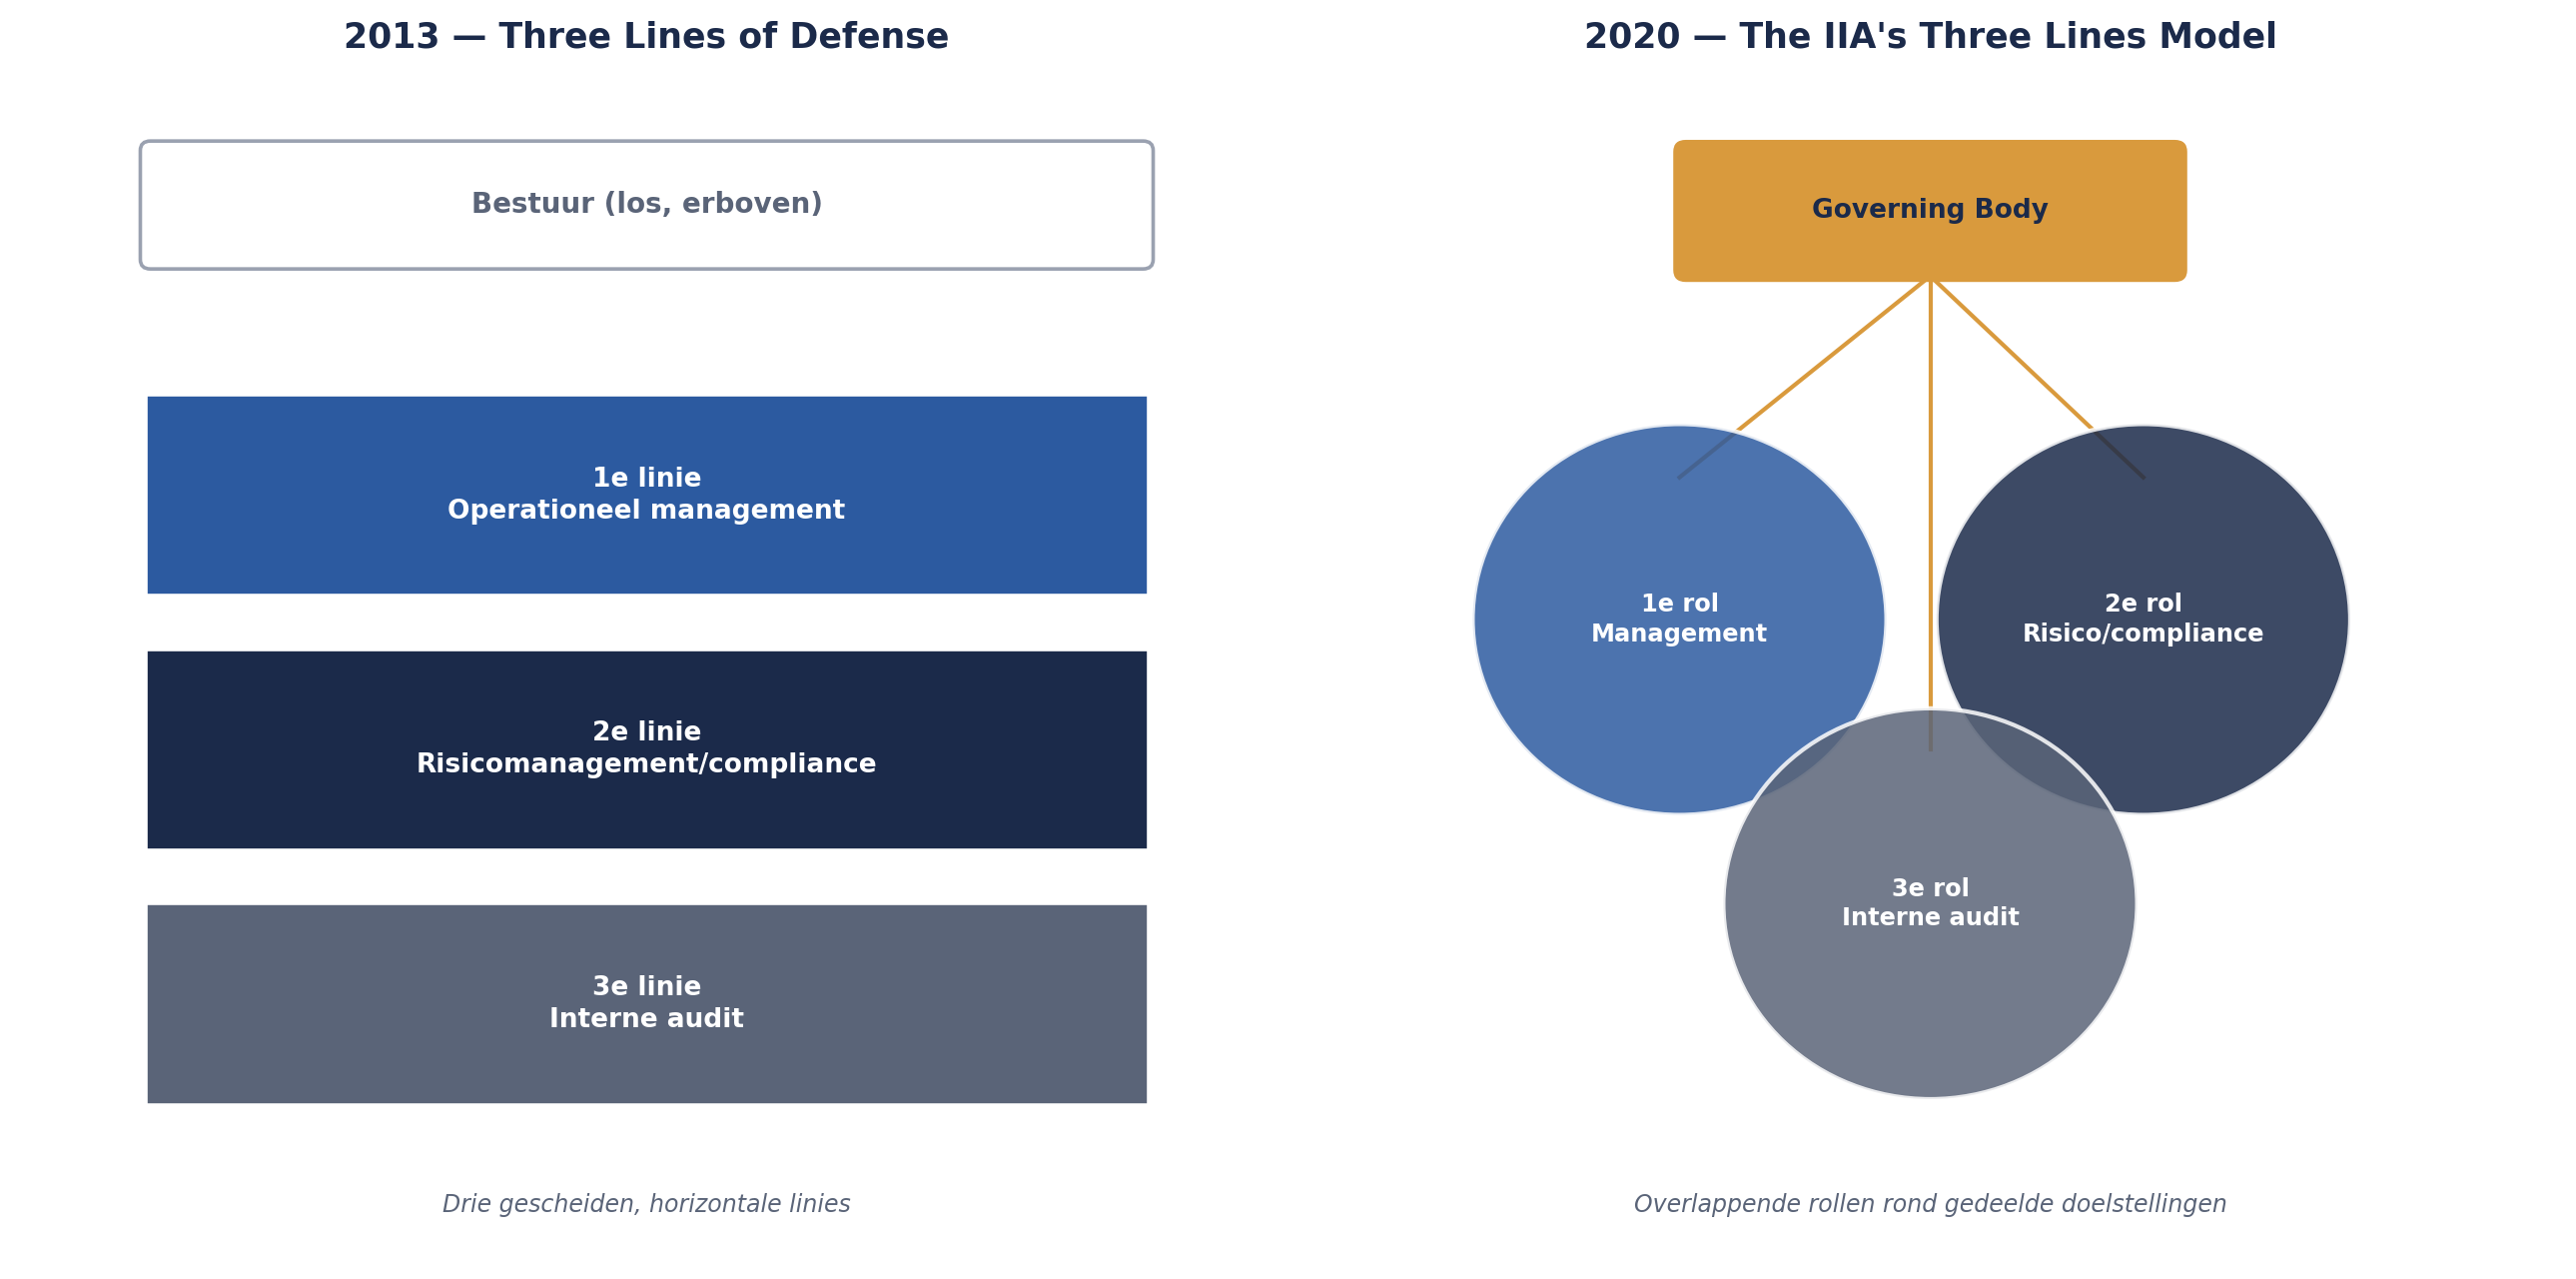 2013 — Three Lines of Defense
Bestuur (los, erboven)
1e linie
Operationeel management
2e linie
Risicomanagement/compliance
3e linie
Interne audit
Drie gescheiden, horizontale linies
2020 — The IIA's Three Lines Model
Governing Body
1e rol
Management
2e rol
Risico/compliance
3e rol
Interne audit
Overlappende rollen rond gedeelde doelstellingen